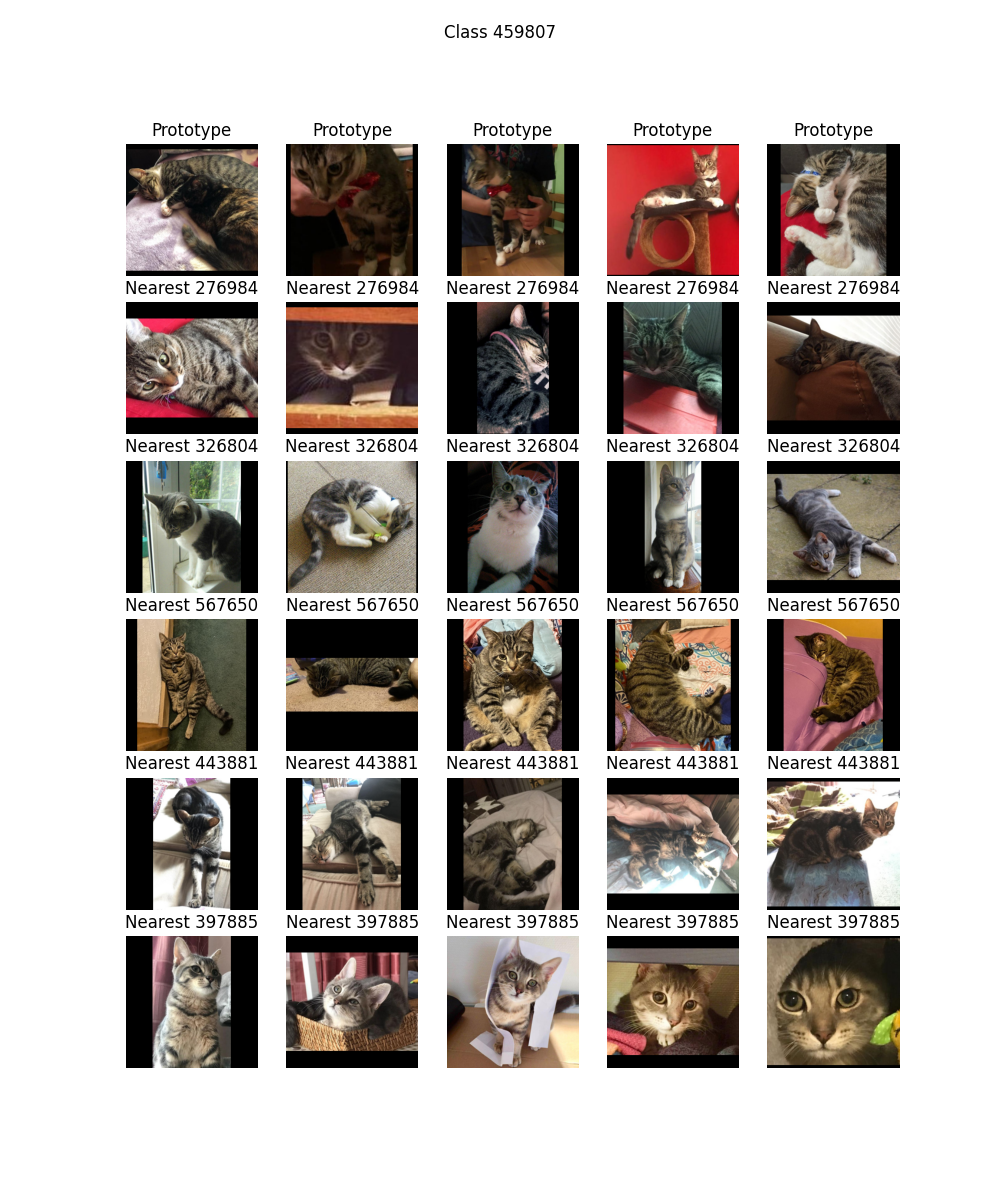 Class 459807
Prototype Prototype Prototype Prototype Prototype
Nearest 276984 Nearest 276984 Nearest 276984 Nearest 276984 Nearest 276984
Nearest 326804 Nearest 326804 Nearest 326804 Nearest 326804 Nearest 326804
Nearest 567650 Nearest 567650 Nearest 567650 Nearest 567650 Nearest 567650
Nearest 443881 Nearest 443881 Nearest 443881 Nearest 443881 Nearest 443881
Nearest 397885 Nearest 397885 Nearest 397885 Nearest 397885 Nearest 397885